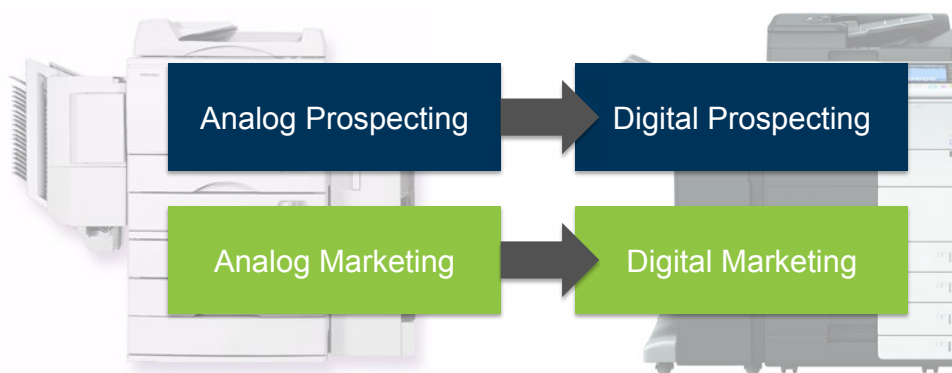 Analog Prospecting
Digital Prospecting
Analog Marketing
Digital Marketing